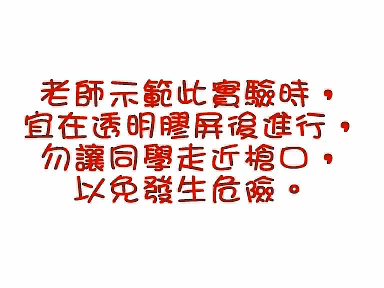 老師示範此實驗時，
宜在透明膠屏後進行，
勿讓同學走近槍口，
以免發生危險。